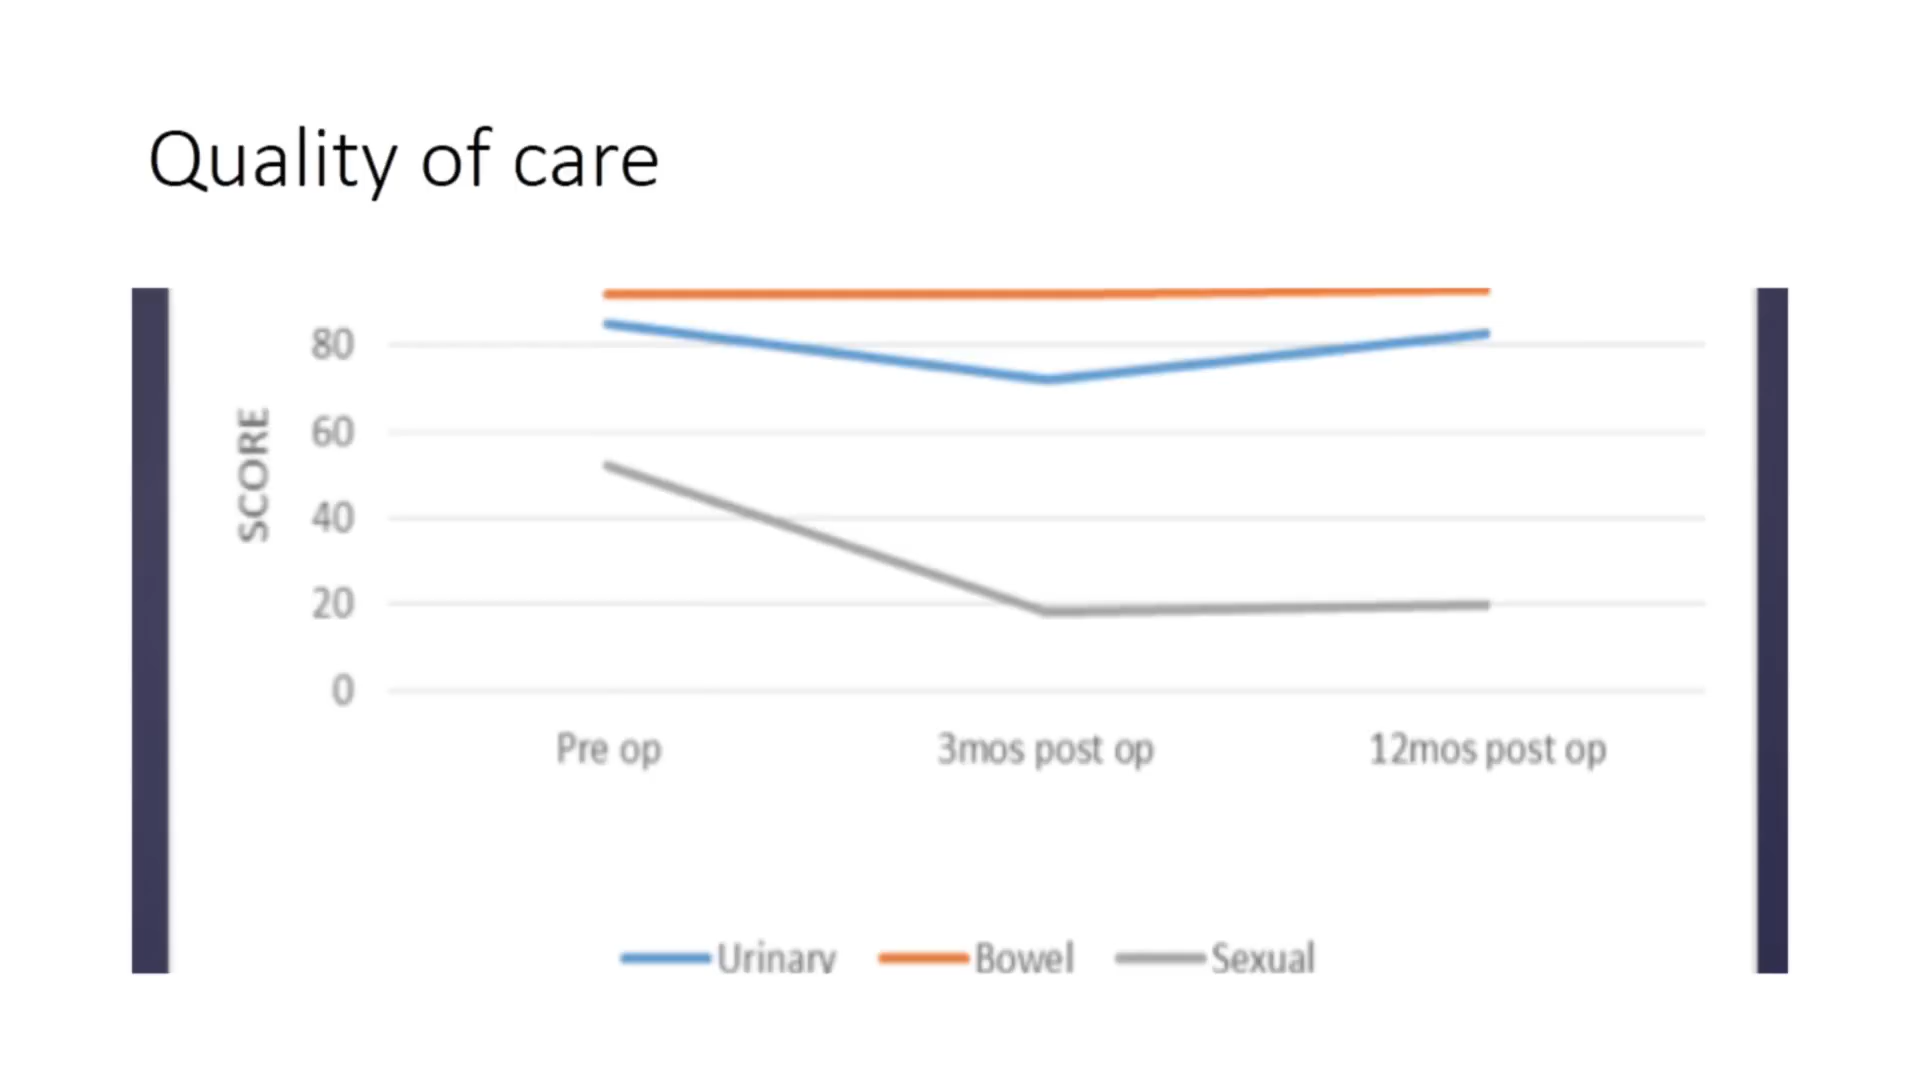 Quality of care
80
60
40
20
0
SCORE
Pre op 3mos post op 12mos post op
Urinary Bowel Sexual